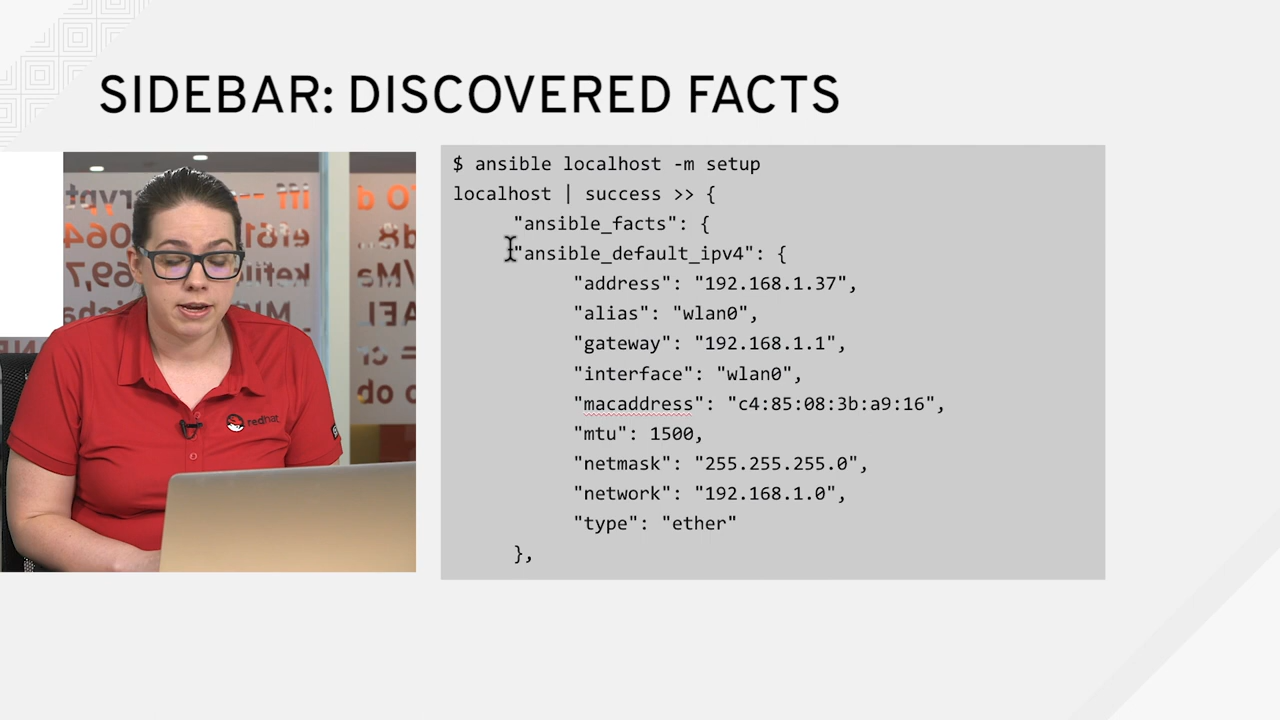 SIDEBAR: DISCOVERED FACTS
$ ansible localhost -m setup
localhost | success >> {
"ansible_facts": {
"ansible_default_ipv4": {
"address": "192.168.1.37",
"alias": "wlan0",
"gateway": "192.168.1.1",
"interface": "wlan0",
"macaddress": "c4:85:08:3b:a9:16",
"mtu": 1500,
"netmask": "255.255.255.0",
"network": "192.168.1.0",
"type": "ether"
},
redhat